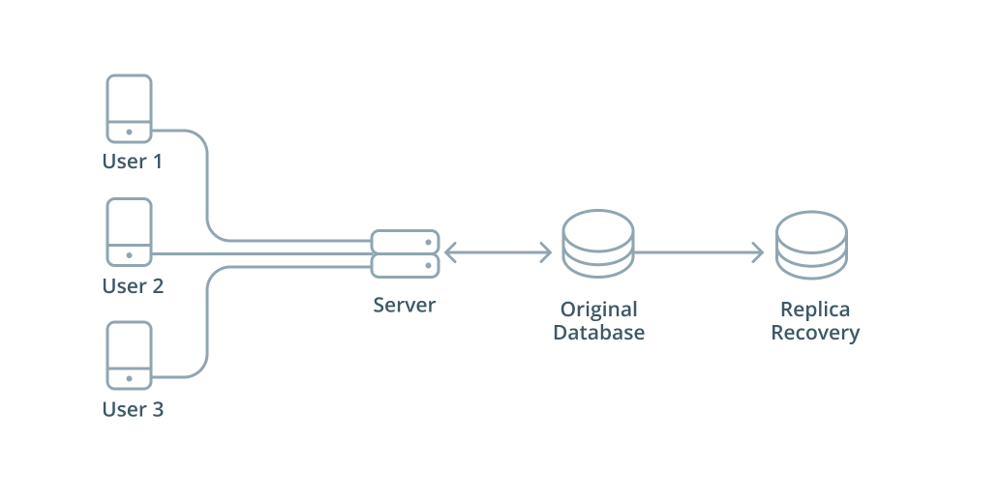 User 1
User 2
User 3
Server
Original
Database
Replica
Recovery